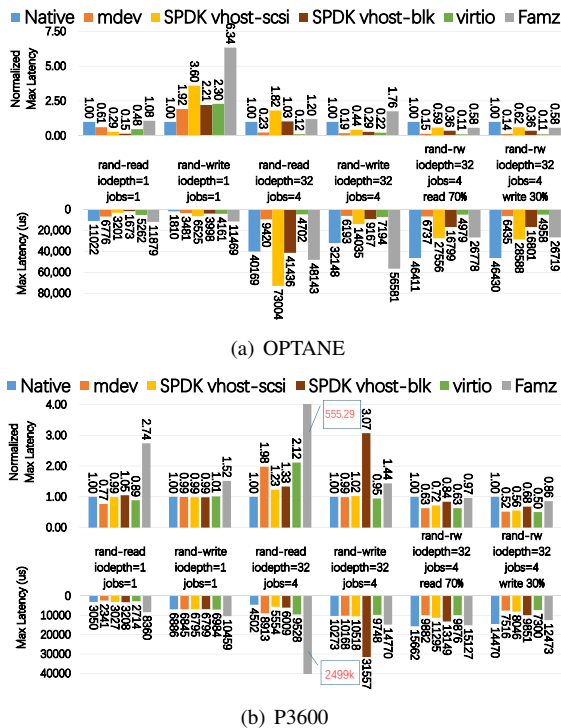 Native mdev SPDK vhost-scsi SPDK vhost-blk virtio Famz
Normalized
Max Latency
7.50
5.00
2.50
0.00
1.00 0.61 0.29 0.15 0.48 1.08
1.00 1.92 3.60 2.21 2.30 6.34
1.00 0.23 1.82 1.03 0.12 1.20
1.00 0.19 0.44 0.29 0.22 1.76
1.00 0.15 0.59 0.36 0.11 0.58
1.00 0.14 0.62 0.36 0.11 0.58
rand-read iodepth=1 jobs=1
rand-write iodepth=1 jobs=1
rand-read iodepth=32 jobs=4
rand-write iodepth=32 jobs=4
rand-rw iodepth=32 jobs=4 read 70%
rand-rw iodepth=32 jobs=4 write 30%
Max Latency (us)
0
20,000
40,000
60,000
80,000
11022 6776 3201 1673 5262 11879
1810 3481 6525 3998 4161 11469
40169 9420 73004 41436 4702 48143
32148 6193 14035 9167 7194 56581
46411 6737 27556 16799 4979 26778
46430 6435 28588 16801 4958 26719
(a) OPTANE
Native mdev SPDK vhost-scsi SPDK vhost-blk virtio Famz
Normalized
Max Latency
4.00
3.00
2.00
1.00
0.00
1.00 0.77 0.99 1.05 0.89 2.74
1.00 0.99 0.99 0.99 1.01 1.52
1.00 1.98 1.23 1.33 2.12 555.29
1.00 0.99 1.02 3.07 0.95 1.44
1.00 0.63 0.72 0.84 0.63 0.97
1.00 0.52 0.56 0.68 0.50 0.86
rand-read iodepth=1 jobs=1
rand-write iodepth=1 jobs=1
rand-read iodepth=32 jobs=4
rand-write iodepth=32 jobs=4
rand-rw iodepth=32 jobs=4 read 70%
rand-rw iodepth=32 jobs=4 write 30%
Max Latency (us)
0
10000
20000
30000
40000
3050 2341 3027 3208 2714 8360
6896 6845 6795 6799 6984 10459
4502 8913 5554 6009 9528 2499k
10273 10188 10518 31557 9748 14770
15662 9882 11295 13149 9876 15127
14470 7516 8046 9851 7300 12473
(b) P3600